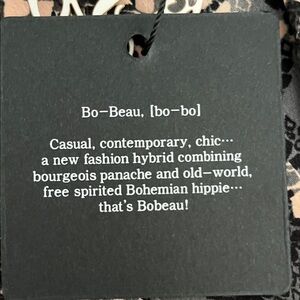 Bo-Beau, [bo-bo]
Casual, contemporary, chic...
a new fashion hybrid combining
bourgeois panache and old-world,
free spirited Bohemian hippie...
that's Bobeau!